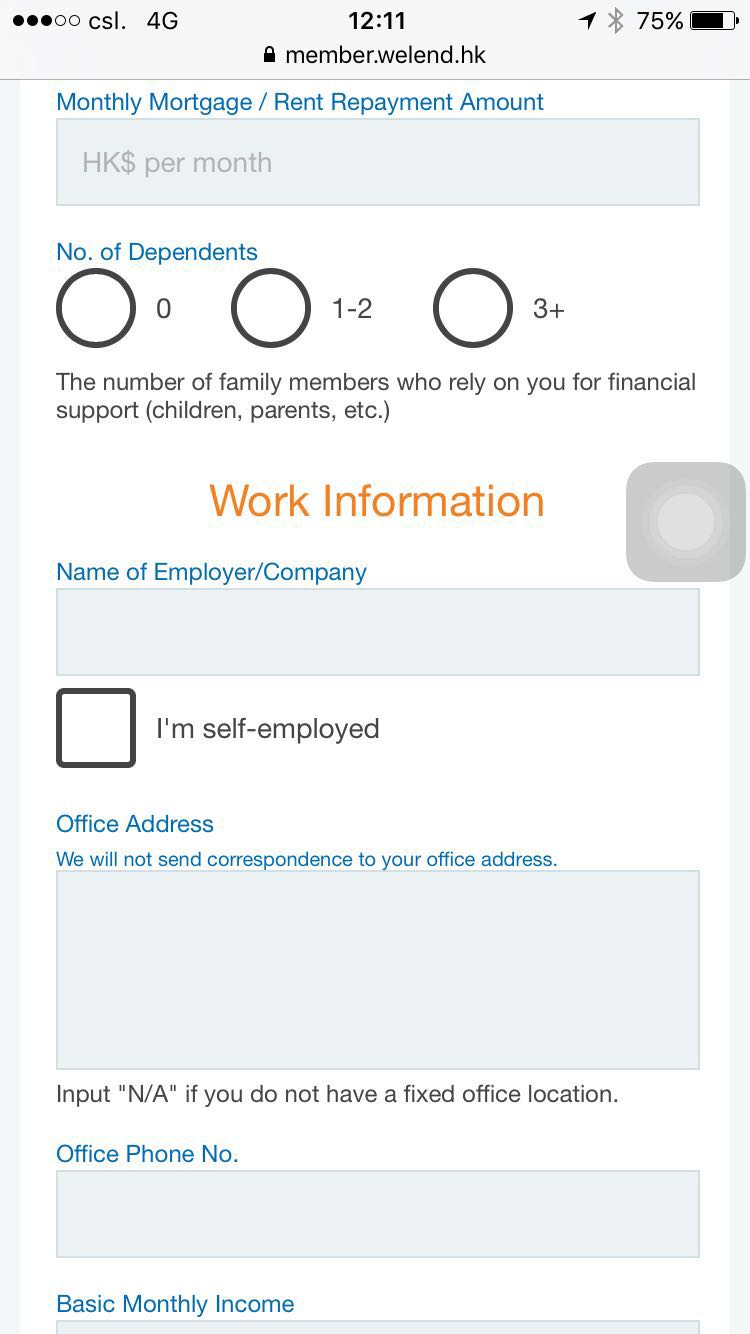 csl. 4G 12:11 75%
member.welend.hk
Monthly Mortgage / Rent Repayment Amount
HK$ per month
No. of Dependents
0 1-2 3+
The number of family members who rely on you for financial
support (children, parents, etc.)
Work Information
Name of Employer/Company
I'm self-employed
Office Address
We will not send correspondence to your office address.
Input "N/A" if you do not have a fixed office location.
Office Phone No.
Basic Monthly Income